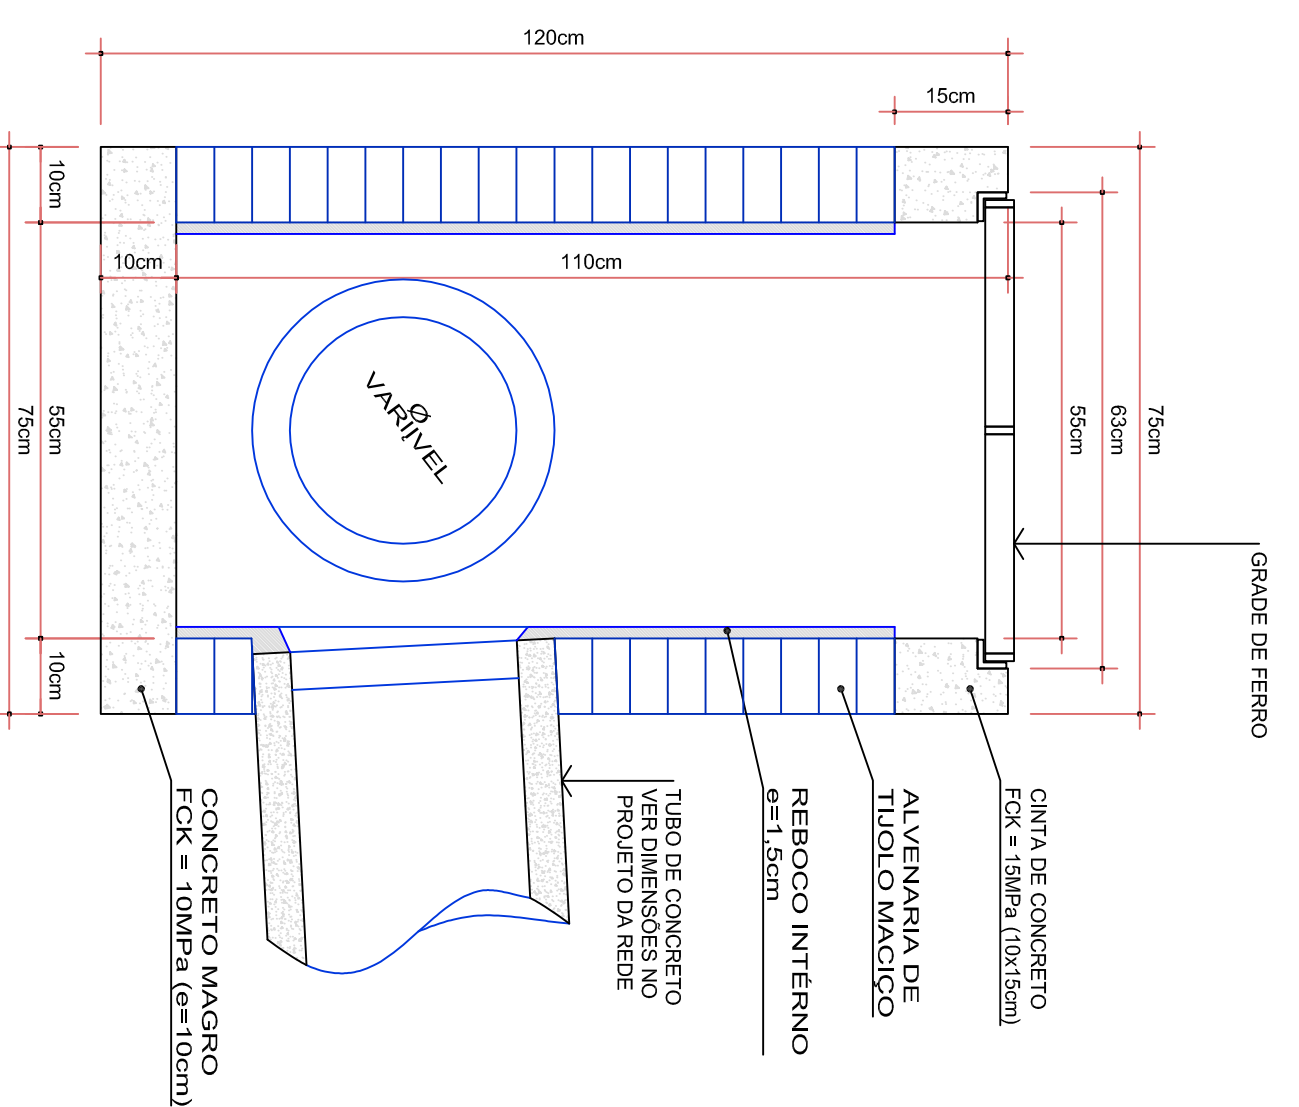 120cm
15cm
10cm
55cm
75cm
10cm
10cm
110cm
Ø
VARIÍVEL
55cm
63cm
75cm
GRADE DE FERRO
CINTA DE CONCRETO
FCK = 15MPa (10x15cm)
ALVENARIA DE
TIJOLO MACIÇO
REBOCO INTÉRNO
e=1,5cm
TUBO DE CONCRETO
VER DIMENSÕES NO
PROJETO DA REDE
CONCRETO MAGRO
FCK = 10MPa (e=10cm)